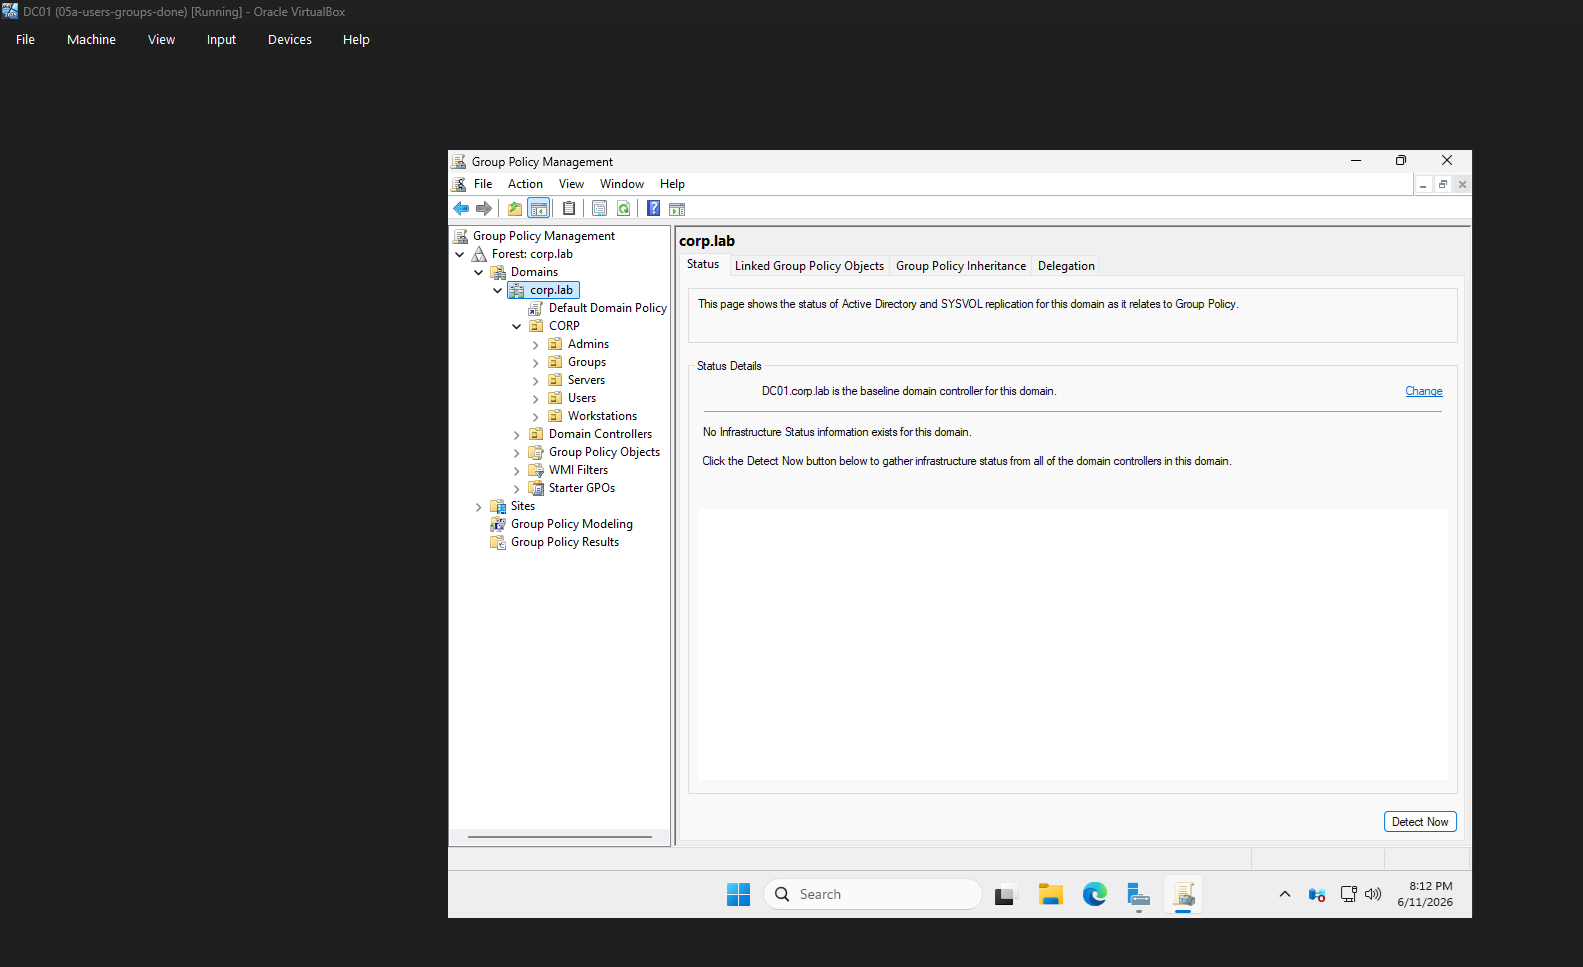 DC01 (05a-users-groups-done) [Running] - Oracle VirtualBox
File Machine View Input Devices Help
Group Policy Management
File Action View Window Help
Group Policy Management
Forest: corp.lab
Domains
corp.lab
Default Domain Policy
CORP
Admins
Groups
Servers
Users
Workstations
Domain Controllers
Group Policy Objects
WMI Filters
Starter GPOs
Sites
Group Policy Modeling
Group Policy Results
corp.lab
Status Linked Group Policy Objects Group Policy Inheritance Delegation
This page shows the status of Active Directory and SYSVOL replication for this domain as it relates to Group Policy.
Status Details
DC01.corp.lab is the baseline domain controller for this domain. Change
No Infrastructure Status information exists for this domain.
Click the Detect Now button below to gather infrastructure status from all of the domain controllers in this domain.
Detect Now
Search
8:12 PM
6/11/2026